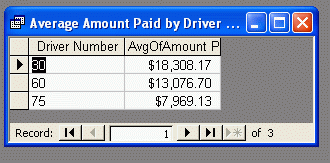 Average Amount Paid by Driver ...
Driver Number AvgOfAmount P
30 $18,308.17
60 $13,076.70
75 $7,969.13
Record: 1 of 3